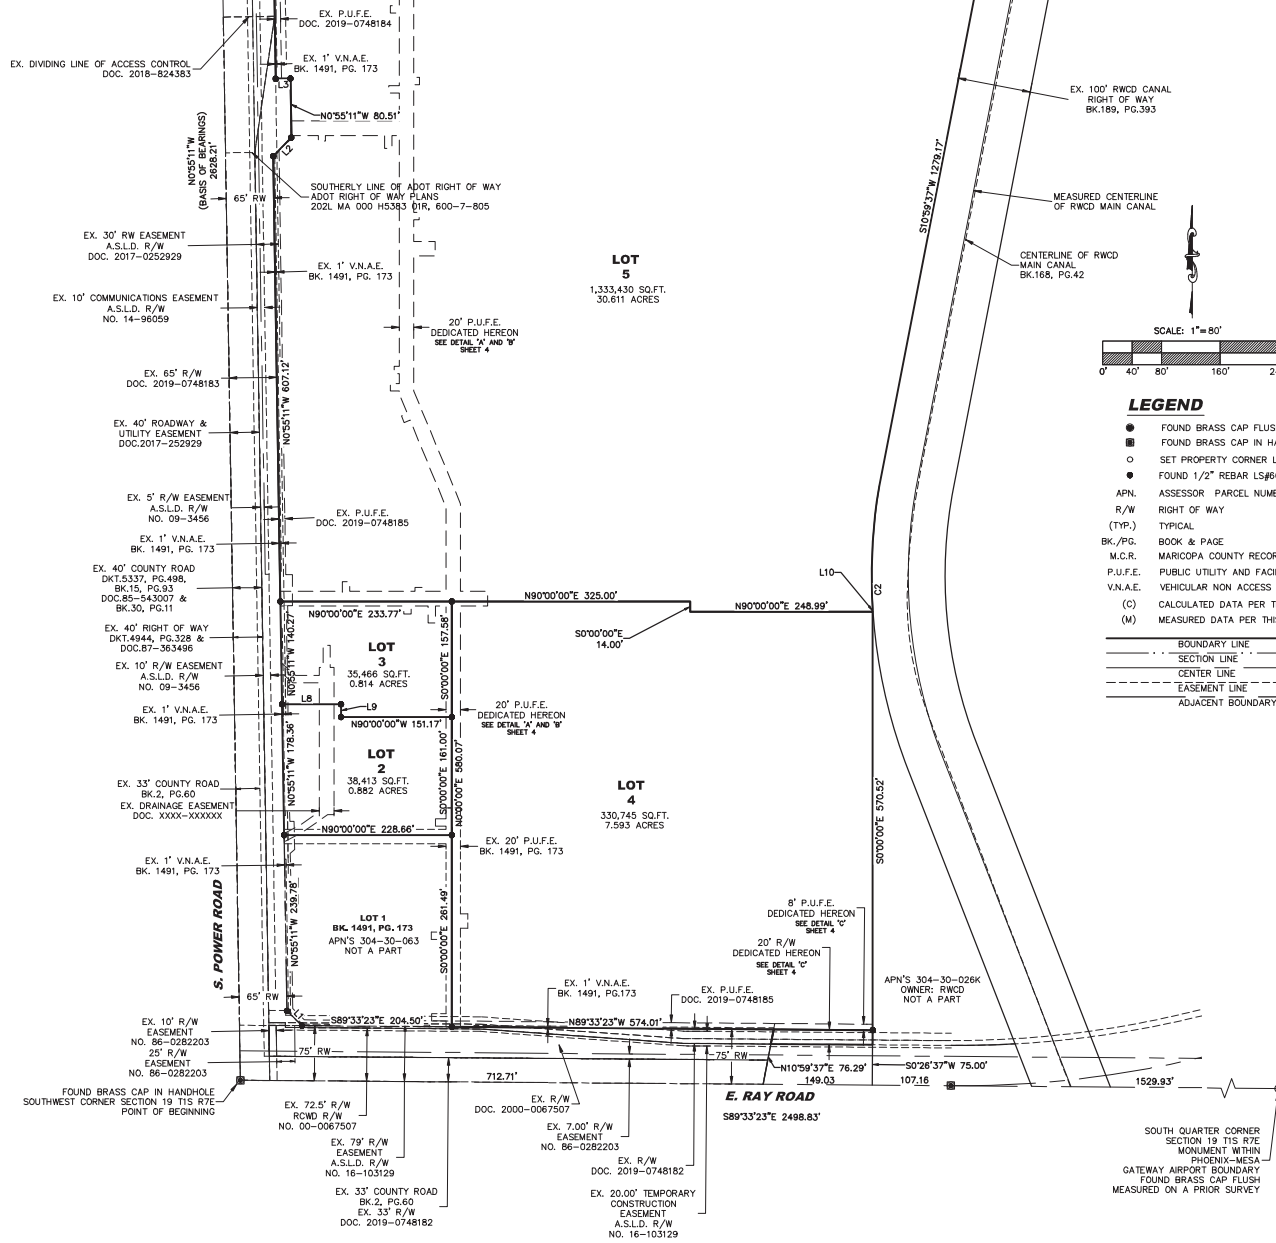 EX. P.U.F.E.
DOC. 2019-0748184
EX. DIVIDING LINE OF ACCESS CONTROL
DOC. 2018-824383
EX. 1' V.N.A.E.
BK. 1491, PG. 173
L3
N0°55'11"W 80.51'
L2
N0°55'11"W
(BASIS OF BEARINGS)
2628.21'
65' RW
SOUTHERLY LINE OF ADOT RIGHT OF WAY
ADOT RIGHT OF WAY PLANS
202L MA 000 H5383 01R, 600-7-805
EX. 30' RW EASEMENT
A.S.L.D. R/W
DOC. 2017-0252929
EX. 1' V.N.A.E.
BK. 1491, PG. 173
EX. 10' COMMUNICATIONS EASEMENT
A.S.L.D. R/W
NO. 14-96059
20' P.U.F.E.
DEDICATED HEREON
SEE DETAIL 'A' AND 'B'
SHEET 4
LOT
5
1,333,430 SQ.FT.
30.611 ACRES
S10°59'37"W 1279.17'
EX. 100' RWCD CANAL
RIGHT OF WAY
BK.189, PG.393
MEASURED CENTERLINE
OF RWCD MAIN CANAL
CENTERLINE OF RWCD
MAIN CANAL
BK.168, PG.42
SCALE: 1"=80'
0' 40' 80' 160' 24
LEGEND
FOUND BRASS CAP FLUS
FOUND BRASS CAP IN HA
SET PROPERTY CORNER L
FOUND 1/2" REBAR LS#6
APN. ASSESSOR PARCEL NUME
R/W RIGHT OF WAY
(TYP.) TYPICAL
BK./PG. BOOK & PAGE
M.C.R. MARICOPA COUNTY RECOR
P.U.F.E. PUBLIC UTILITY AND FACI
V.N.A.E. VEHICULAR NON ACCESS
(C) CALCULATED DATA PER T
(M) MEASURED DATA PER THI
BOUNDARY LINE
SECTION LINE
CENTER LINE
EASEMENT LINE
ADJACENT BOUNDARY
EX. 65' R/W
DOC. 2019-0748183
N0°55'11"W 607.12'
EX. 40' ROADWAY &
UTILITY EASEMENT
DOC.2017-252929
EX. 5' R/W EASEMENT
A.S.L.D. R/W
NO. 09-3456
EX. P.U.F.E.
DOC. 2019-0748185
EX. 1' V.N.A.E.
BK. 1491, PG. 173
EX. 40' COUNTY ROAD
DKT.5337, PG.498,
BK.15, PG.93
DOC.85-543007 &
BK.30, PG.11
EX. 40' RIGHT OF WAY
DKT.4944, PG.328 &
DOC.87-363496
EX. 10' R/W EASEMENT
A.S.L.D. R/W
NO. 09-3456
EX. 1' V.N.A.E.
BK. 1491, PG. 173
L10
C2
N90°00'00"E 325.00'
N90°00'00"E 248.99'
S0°00'00"E
14.00'
N90°00'00"E 233.77'
N0°55'11"W 140.27'
S0°00'00"E 157.58'
LOT
3
35,466 SQ.FT.
0.814 ACRES
L8
L9
N90°00'00"W 151.17'
20' P.U.F.E.
DEDICATED HEREON
SEE DETAIL 'A' AND 'B'
SHEET 4
N0°55'11"W 178.36'
LOT
2
38,413 SQ.FT.
0.882 ACRES
S0°00'00"E 161.00'
N0°00'00"E 580.07'
LOT
4
330,745 SQ.FT.
7.593 ACRES
S0°00'00"E 570.52'
EX. 33' COUNTY ROAD
BK.2, PG.60
EX. DRAINAGE EASEMENT
DOC. XXXX-XXXXXX
N90°00'00"E 228.66'
EX. 20' P.U.F.E.
BK. 1491, PG. 173
EX. 1' V.N.A.E.
BK. 1491, PG. 173
N0°55'11"W 239.78'
LOT 1
BK. 1491, PG. 173
APN'S 304-30-063
NOT A PART
S0°00'00"E 261.49'
8' P.U.F.E.
DEDICATED HEREON
SEE DETAIL 'C'
SHEET 4
20' R/W
DEDICATED HEREON
SEE DETAIL 'C'
SHEET 4
APN'S 304-30-026K
OWNER: RWCD
NOT A PART
S. POWER ROAD
65' RW
EX. 1' V.N.A.E.
BK. 1491, PG.173
EX. P.U.F.E.
DOC. 2019-0748185
EX. 10' R/W
EASEMENT
NO. 86-0282203
25' R/W
EASEMENT
NO. 86-0282203
S89°33'23"E 204.50'
N89°33'23"W 574.01'
75' RW
75' RW
N10°59'37"E 76.29'
S0°26'37"W 75.00'
FOUND BRASS CAP IN HANDHOLE
SOUTHWEST CORNER SECTION 19 T1S R7E
POINT OF BEGINNING
712.71'
149.03
107.16
1529.93'
E. RAY ROAD
S89°33'23"E 2498.83'
EX. 72.5' R/W
RCWD R/W
NO. 00-0067507
EX. R/W
DOC. 2000-0067507
EX. 79' R/W
EASEMENT
A.S.L.D. R/W
NO. 16-103129
EX. 7.00' R/W
EASEMENT
NO. 86-0282203
EX. R/W
DOC. 2019-0748182
EX. 33' COUNTY ROAD
BK.2, PG.60
EX. 33' R/W
DOC. 2019-0748182
EX. 20.00' TEMPORARY
CONSTRUCTION
EASEMENT
A.S.L.D. R/W
NO. 16-103129
SOUTH QUARTER CORNER
SECTION 19 T1S R7E
MONUMENT WITHIN
PHOENIX-MESA
GATEWAY AIRPORT BOUNDARY
FOUND BRASS CAP FLUSH
MEASURED ON A PRIOR SURVEY